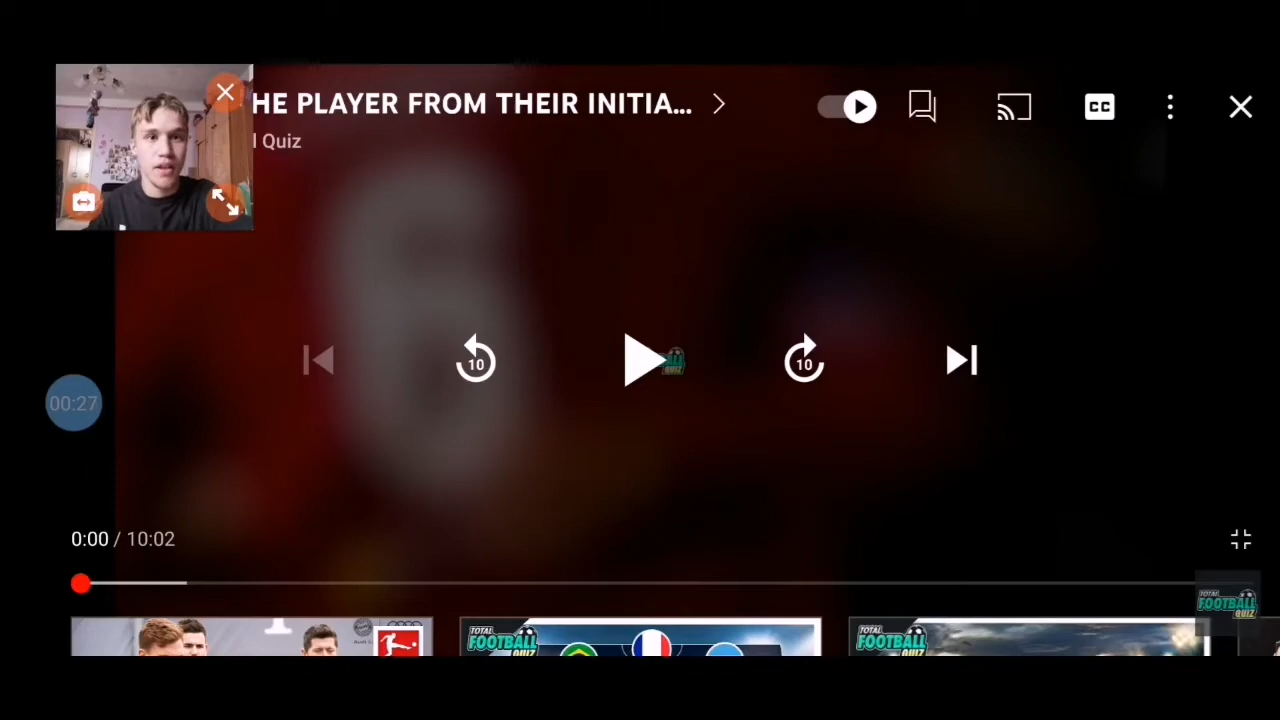 HE PLAYER FROM THEIR INITIA...
l Quiz
CC
10
10
00:27
0:00 / 10:02
TOTAL
FOOTBALL
QUIZ
TOTAL
FOOTBALL
QUIZ
TOTAL
FOOTBALL
QUIZ